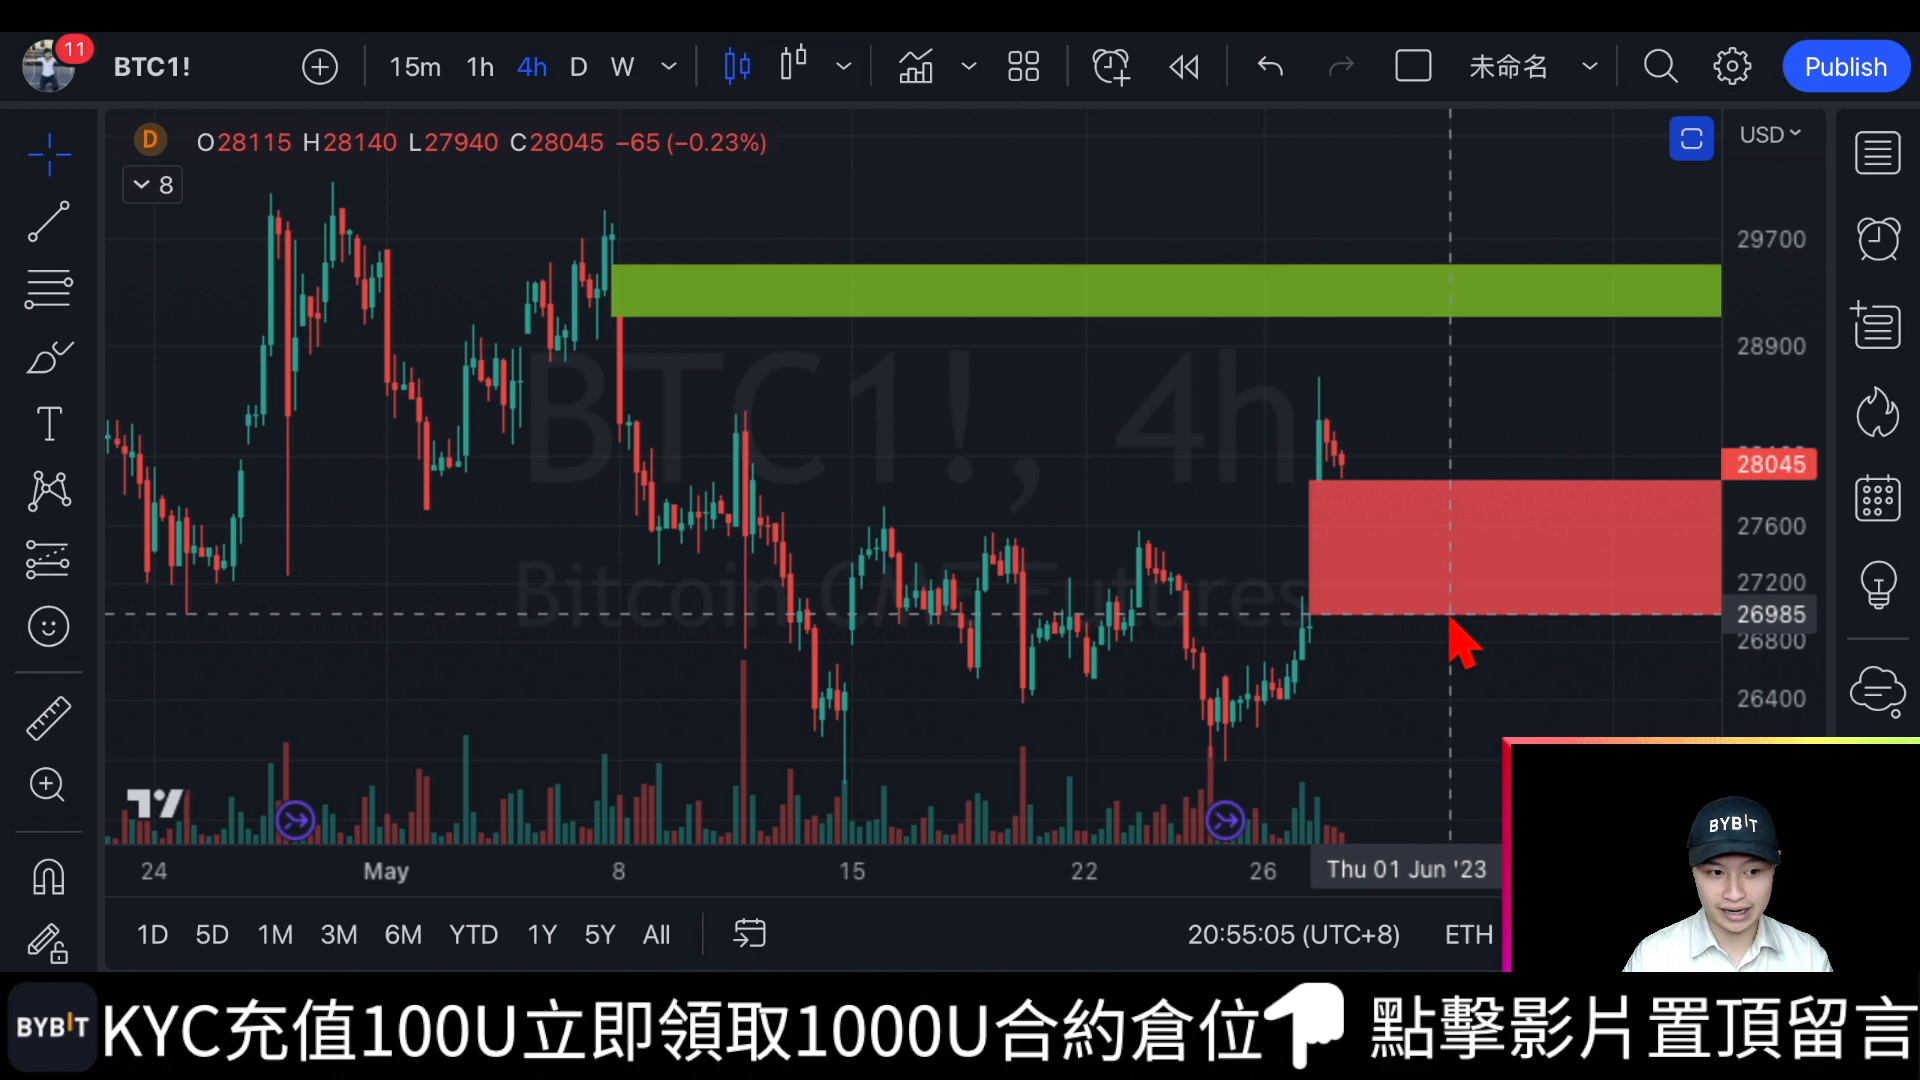 11
BTC1!
15m 1h 4h D W
未命名
Publish
D O28115 H28140 L27940 C28045 −65 (−0.23%)
USD
8
29700
28900
28045
27600
27200
26985
26800
26400
BTC1!, 4h
Bitcoin CME Futures
24 May 8 15 22 26 Thu 01 Jun '23
1D 5D 1M 3M 6M YTD 1Y 5Y All
20:55:05 (UTC+8) ETH
BYBIT
BYBIT KYC充值100U立即領取1000U合約倉位 點擊影片置頂留言